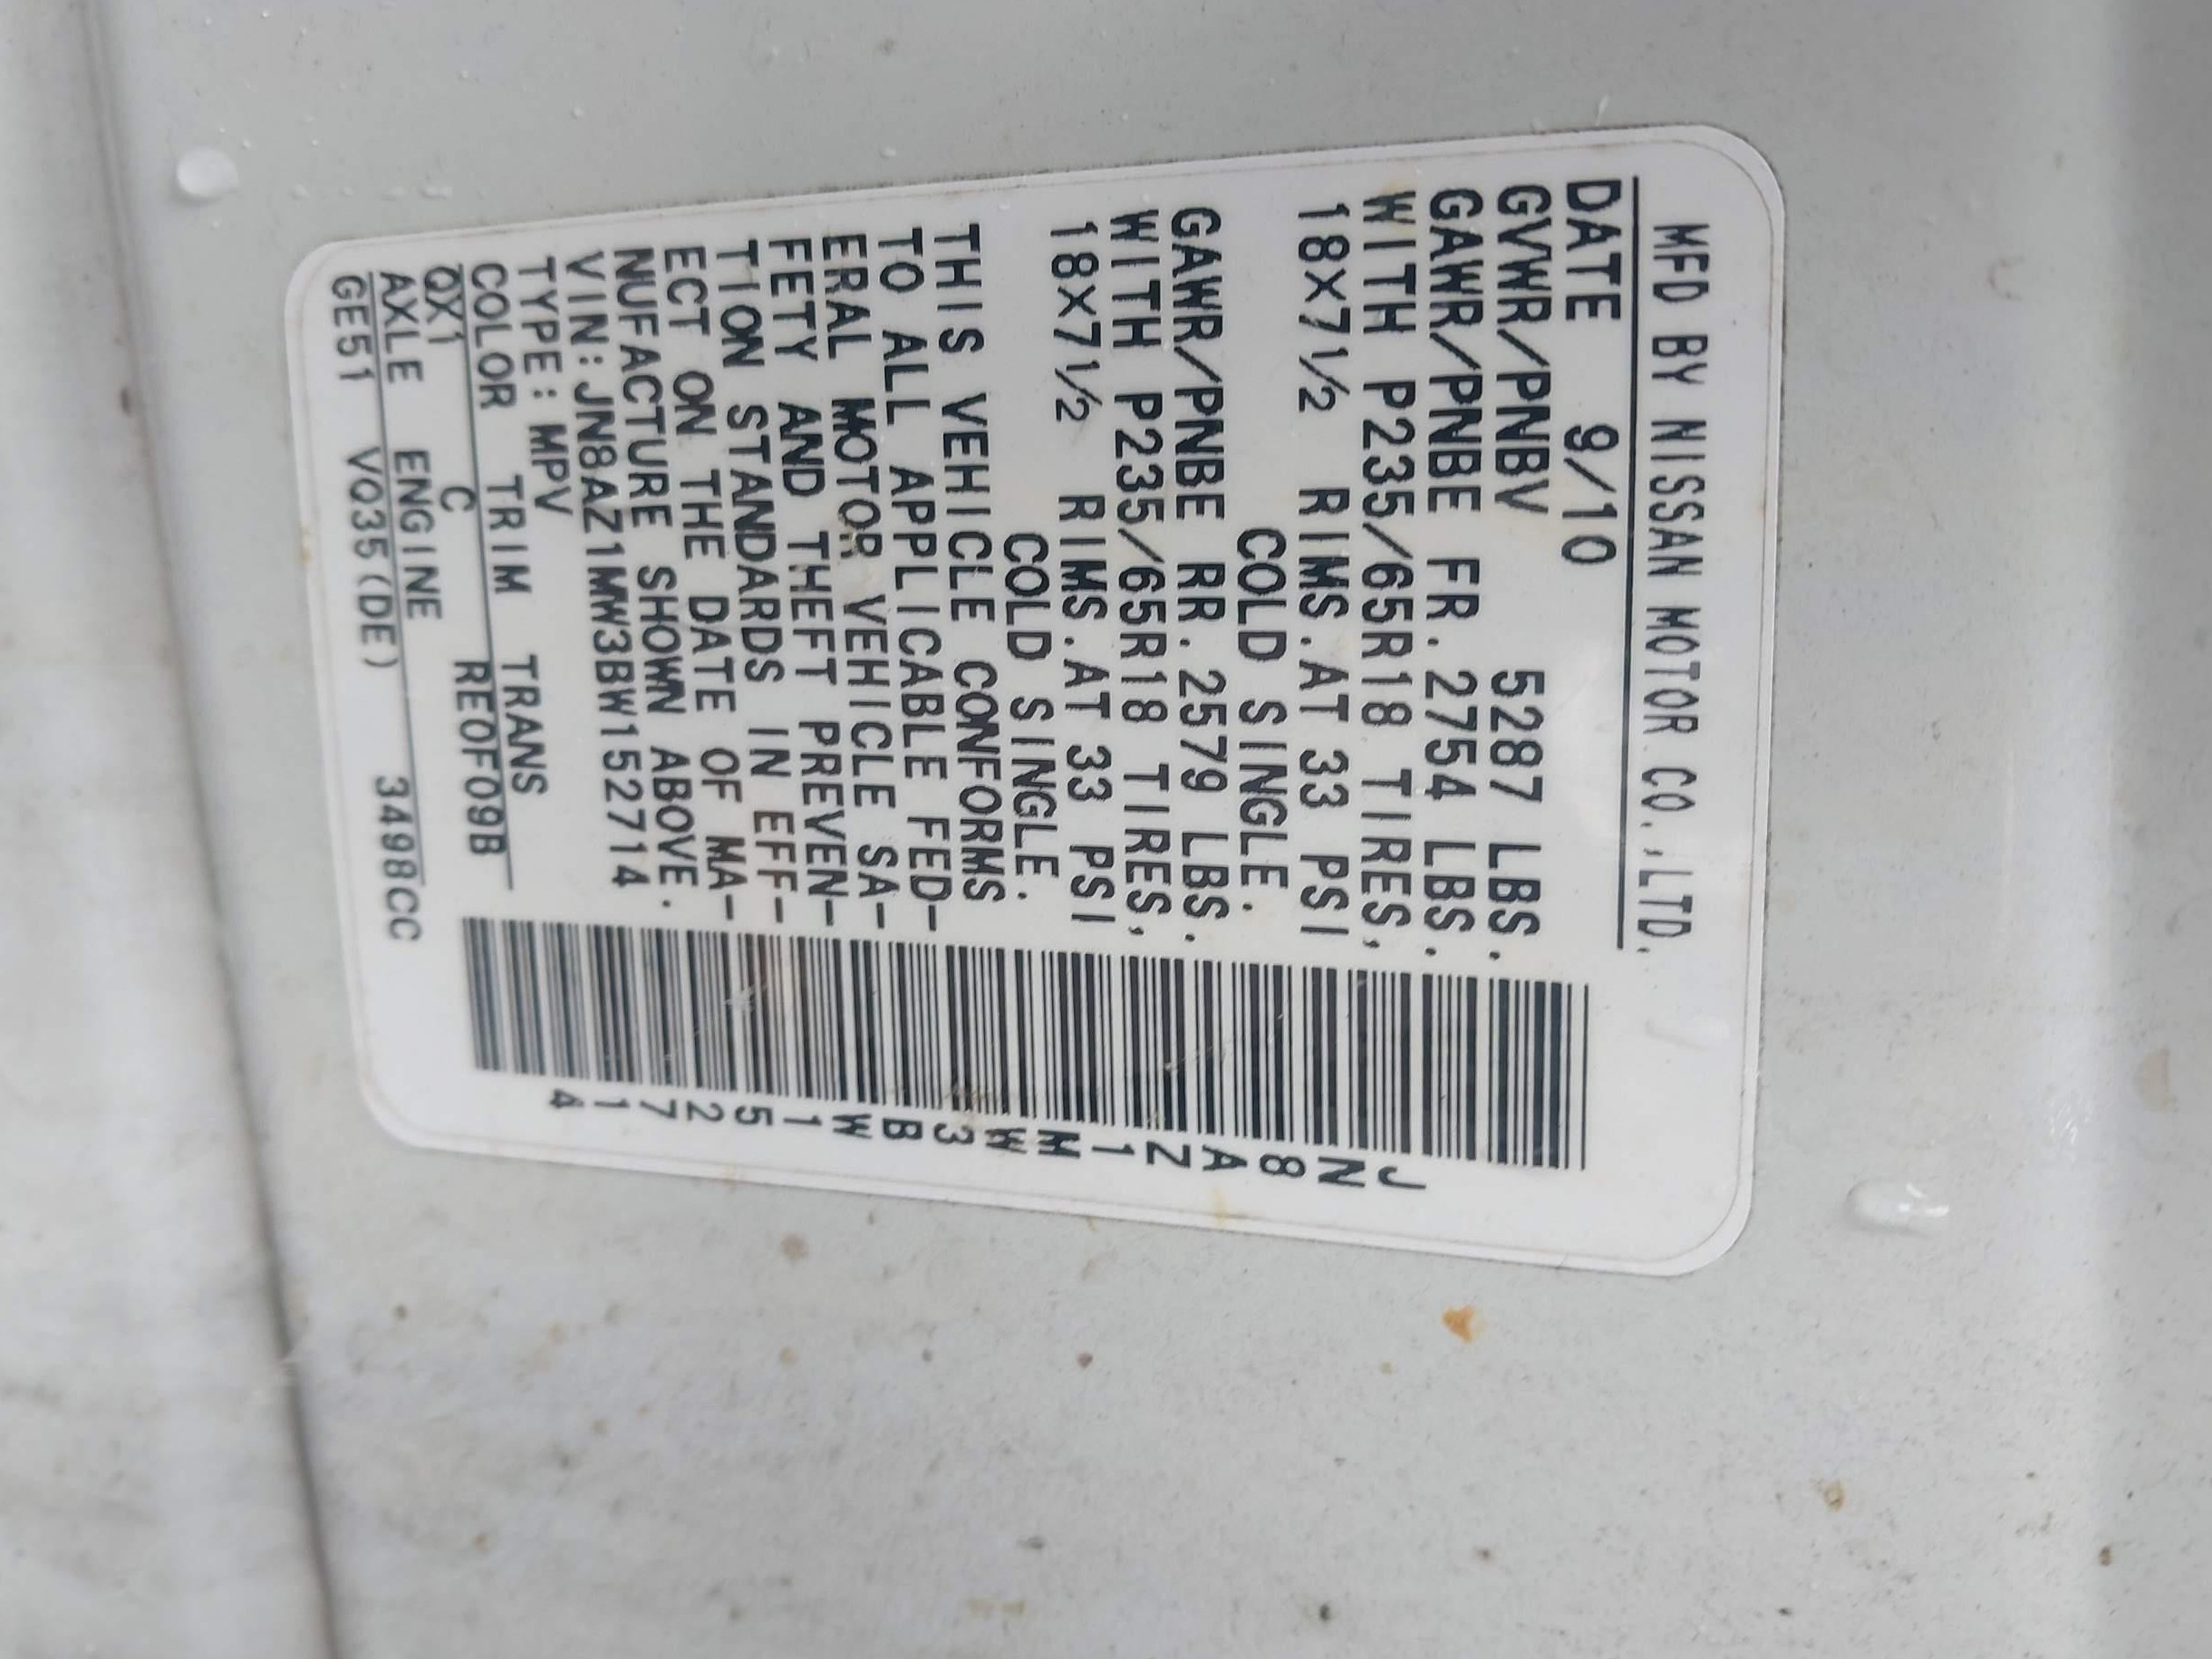 MFD BY NISSAN MOTOR CO.,LTD.
DATE 9/10
GVWR/PNBV 5287 LBS.
GAWR/PNBE FR.2754 LBS.
WITH P235/65R18 TIRES,
18X7½ RIMS.AT 33 PSI
COLD SINGLE.
GAWR/PNBE RR.2579 LBS.
WITH P235/65R18 TIRES,
18X7½ RIMS.AT 33 PSI
COLD SINGLE.
THIS VEHICLE CONFORMS
TO ALL APPLICABLE FED-
ERAL MOTOR VEHICLE SA-
FETY AND THEFT PREVEN-
TION STANDARDS IN EFF-
ECT ON THE DATE OF MA-
NUFACTURE SHOWN ABOVE.
VIN:JN8AZ1MW3BW152714
TYPE:MPV
COLOR TRIM TRANS
QX1 C RE0F09B
AXLE ENGINE
GE51 VQ35(DE) 3498CC
JN8AZ1MW3BW152714